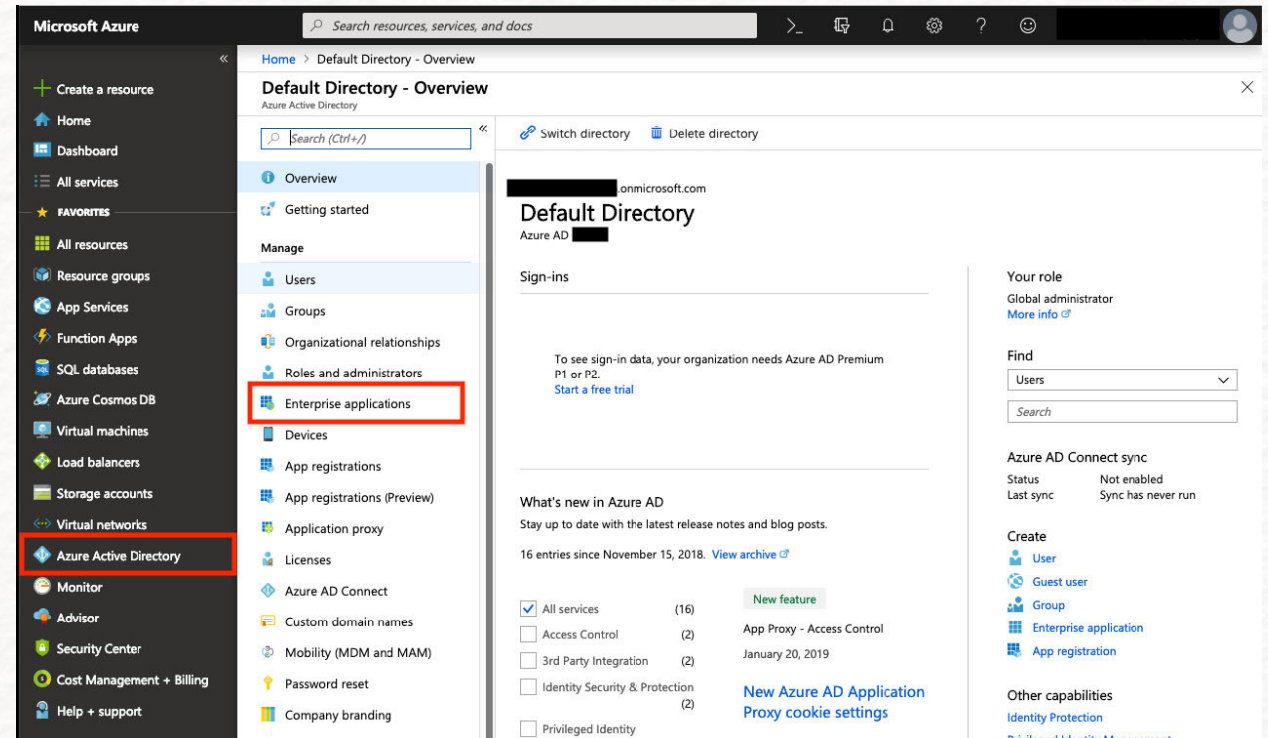 Microsoft Azure
Search resources, services, and docs
Create a resource
Home
Dashboard
All services
FAVORITES
All resources
Resource groups
App Services
Function Apps
SQL databases
Azure Cosmos DB
Virtual machines
Load balancers
Storage accounts
Virtual networks
Azure Active Directory
Monitor
Advisor
Security Center
Cost Management + Billing
Help + support
Home > Default Directory - Overview
Default Directory - Overview
Azure Active Directory
Search (Ctrl+/)
Overview
Getting started
Manage
Users
Groups
Organizational relationships
Roles and administrators
Enterprise applications
Devices
App registrations
App registrations (Preview)
Application proxy
Licenses
Azure AD Connect
Custom domain names
Mobility (MDM and MAM)
Password reset
Company branding
Switch directory Delete directory
.onmicrosoft.com
Default Directory
Azure AD
Sign-ins
To see sign-in data, your organization needs Azure AD Premium
P1 or P2.
Start a free trial
What's new in Azure AD
Stay up to date with the latest release notes and blog posts.
16 entries since November 15, 2018. View archive
All services (16)
Access Control (2)
3rd Party Integration (2)
Identity Security & Protection
(2)
Privileged Identity
New feature
App Proxy - Access Control
January 20, 2019
New Azure AD Application
Proxy cookie settings
Your role
Global administrator
More info
Find
Users
Search
Azure AD Connect sync
Status Not enabled
Last sync Sync has never run
Create
User
Guest user
Group
Enterprise application
App registration
Other capabilities
Identity Protection